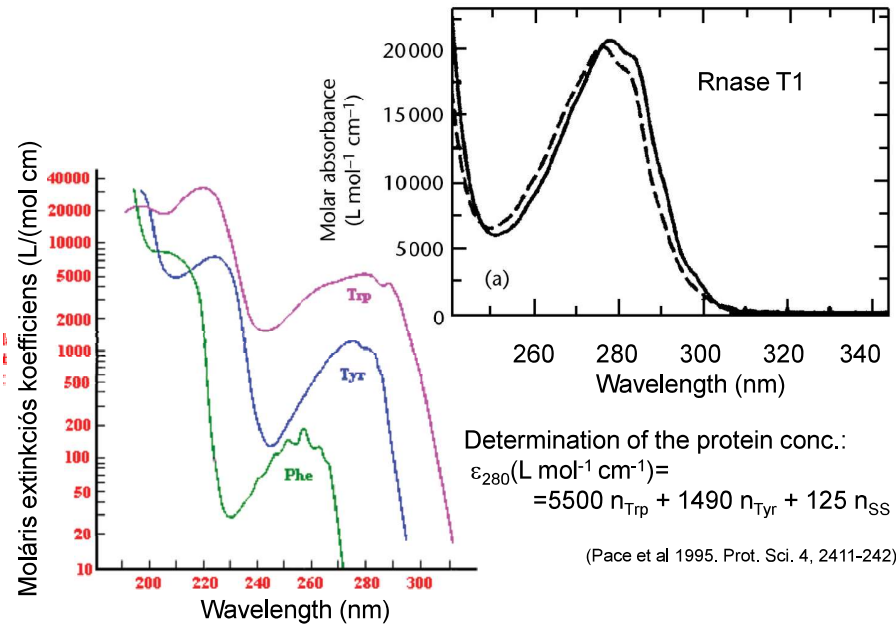 Moláris extinkciós koefficiens (L/(mol cm)
40000
20000
10000
5000
2000
1000
500
200
100
50
20
10
200 220 240 260 280 300
Wavelength (nm)
Trp
Tyr
Phe
Molar absorbance
(L mol⁻¹ cm⁻¹)
20000
15000
10000
5000
0
Rnase T1
(a)
260 280 300 320 340
Wavelength (nm)
Determination of the protein conc.:
ε₂₈₀(L mol⁻¹ cm⁻¹)=
=5500 n_Trp + 1490 n_Tyr + 125 n_SS
(Pace et al 1995. Prot. Sci. 4, 2411-242)